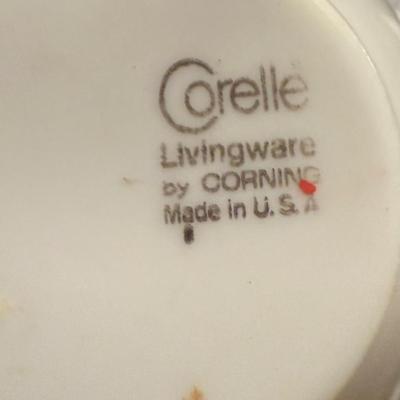 Corelle
Livingware
by CORNING
Made in U.S.A